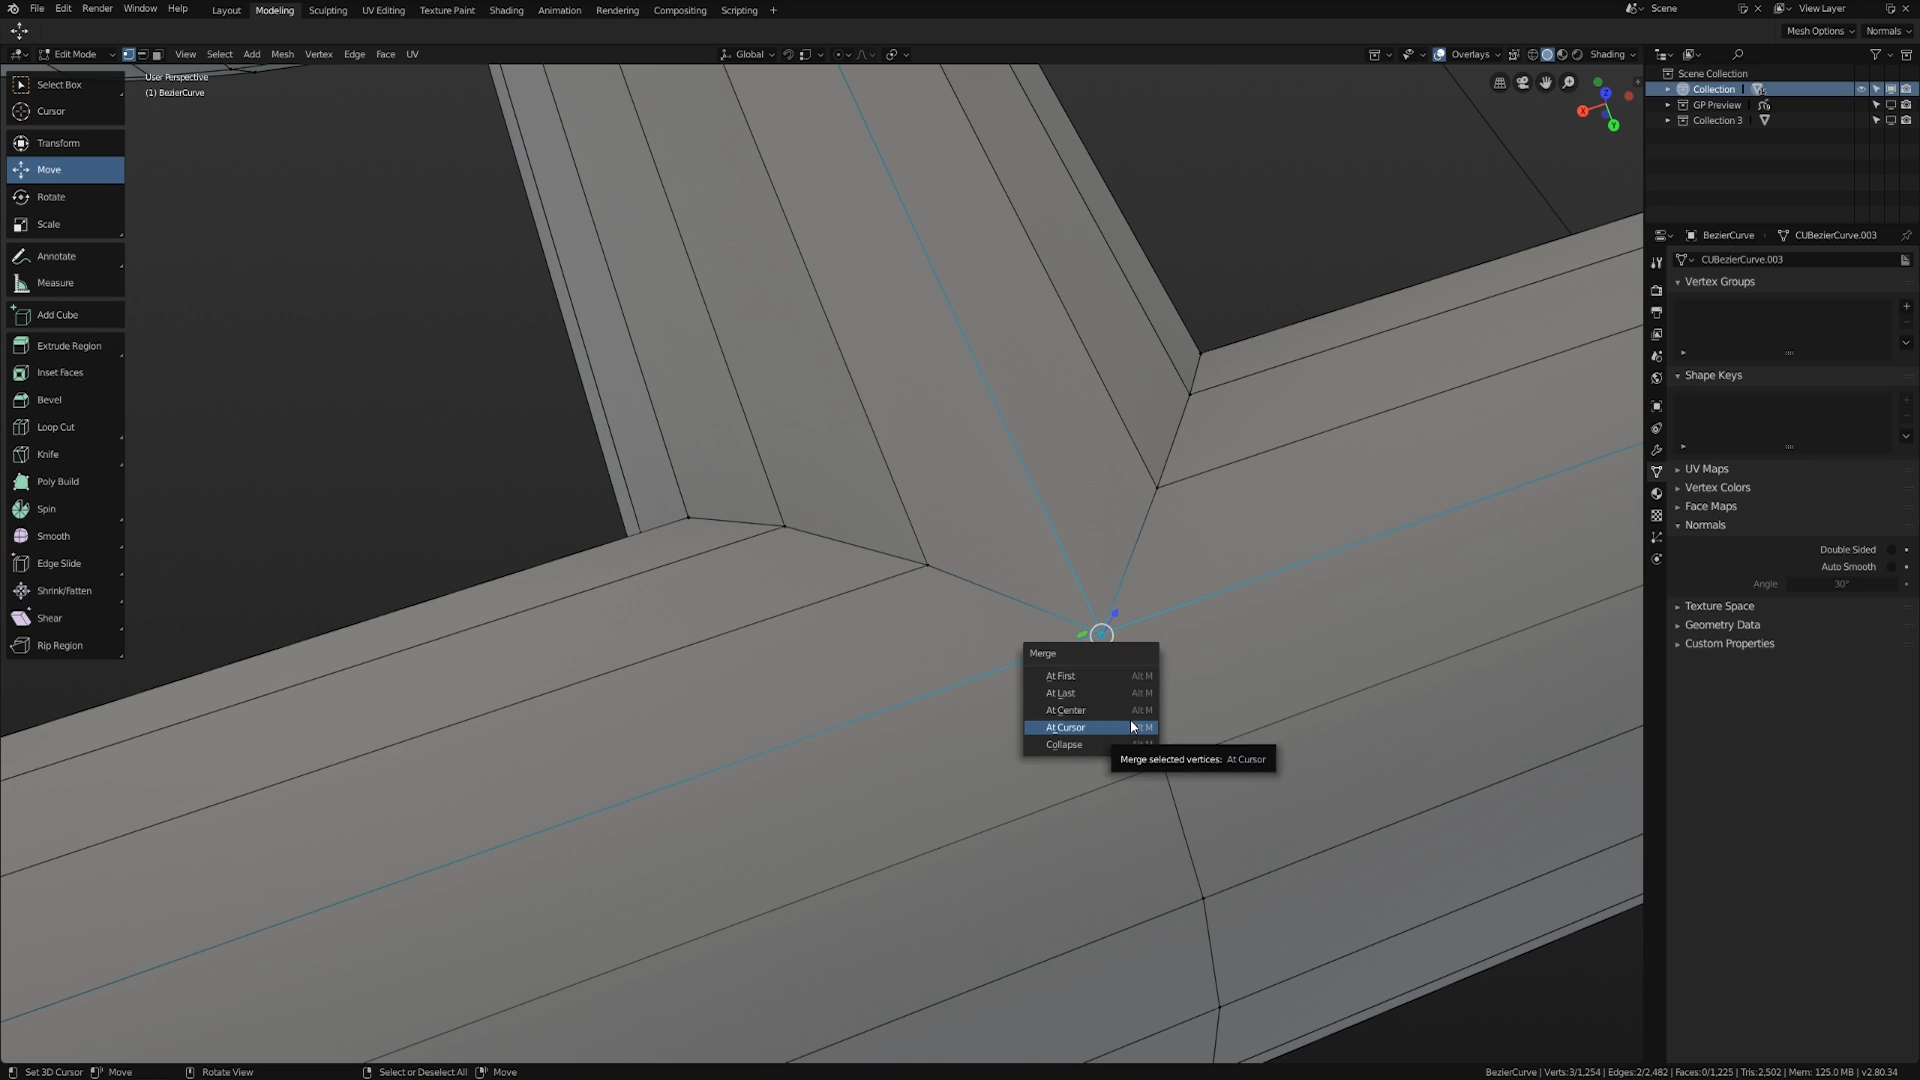 File Edit Render Window Help Layout Modeling Sculpting UV Editing Texture Paint Shading Animation Rendering Compositing Scripting + Scene View Layer
Mesh Options Normals
Edit Mode View Select Add Mesh Vertex Edge Face UV Global Overlays Shading
User Perspective
(1) BezierCurve
Select Box
Cursor
Transform
Move
Rotate
Scale
Annotate
Measure
Add Cube
Extrude Region
Inset Faces
Bevel
Loop Cut
Knife
Poly Build
Spin
Smooth
Edge Slide
Shrink/Fatten
Shear
Rip Region
Z
X
Y
Merge
At First Alt M
At Last Alt M
At Center Alt M
At Cursor Alt M
Collapse Alt M
Merge selected vertices: At Cursor
Scene Collection
Collection
GP Preview
Collection 3
BezierCurve CUBezierCurve.003
CUBezierCurve.003
Vertex Groups
Shape Keys
UV Maps
Vertex Colors
Face Maps
Normals
Double Sided
Auto Smooth
Angle 30°
Texture Space
Geometry Data
Custom Properties
Set 3D Cursor Move Rotate View Select or Deselect All Move BezierCurve | Verts:3/1,254 | Edges:2/2,482 | Faces:0/1,225 | Tris:2,502 | Mem: 125.0 MB | v2.80.34